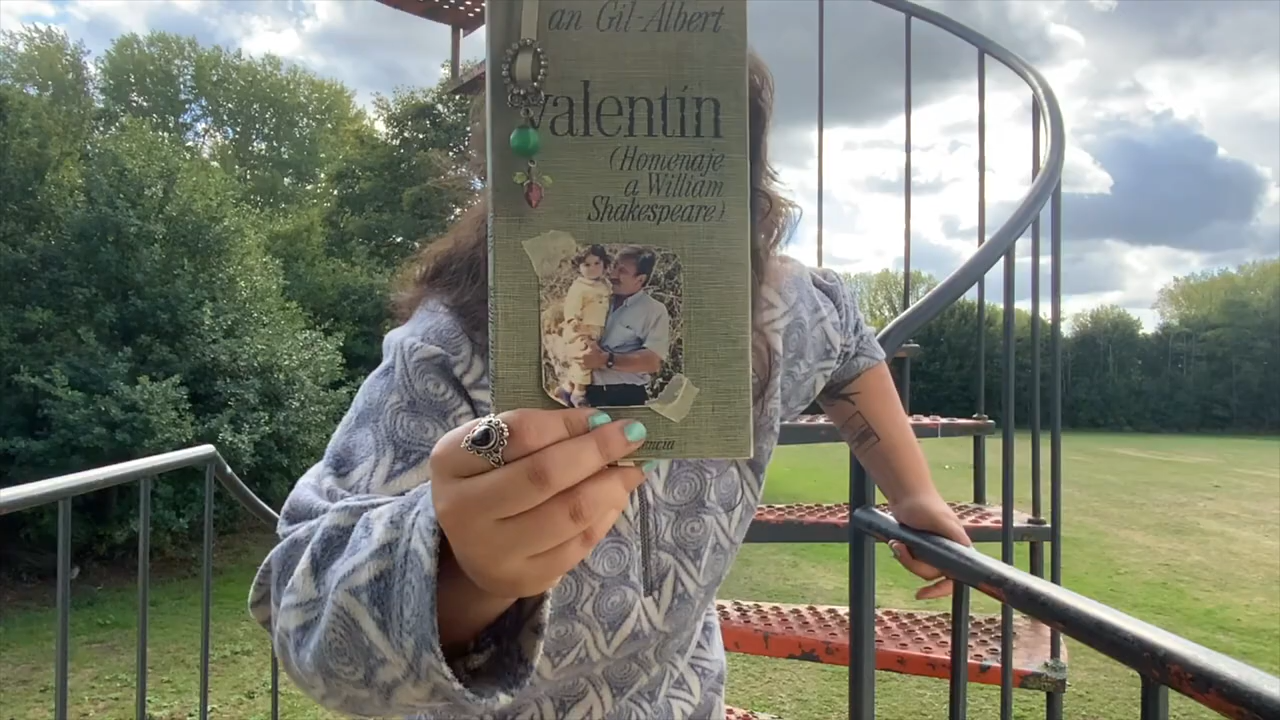 an Gil-Albert
valentín
(Homenaje
a William
Shakespeare)